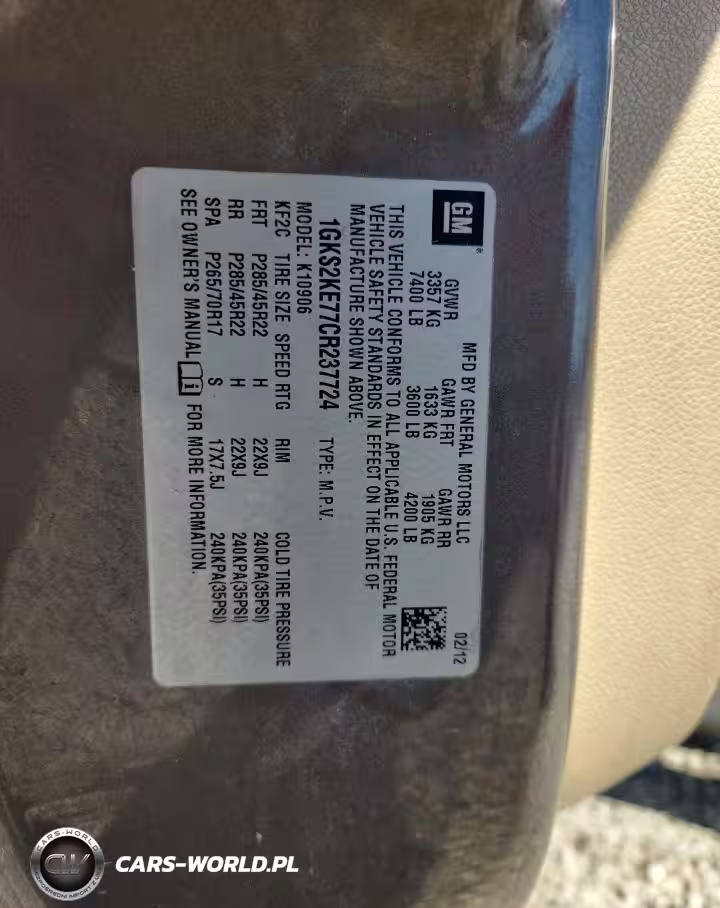 GM
MFD BY GENERAL MOTORS LLC 02/12
GVWR GAWR FRT GAWR RR
3357 KG 1633 KG 1905 KG
7400 LB 3600 LB 4200 LB
THIS VEHICLE CONFORMS TO ALL APPLICABLE U.S. FEDERAL MOTOR
VEHICLE SAFETY STANDARDS IN EFFECT ON THE DATE OF
MANUFACTURE SHOWN ABOVE.
1GKS2KE77CR237724 TYPE: M.P.V.
MODEL: K10906
KF2C TIRE SIZE SPEED RTG RIM COLD TIRE PRESSURE
FRT P285/45R22 H 22X9J 240KPA(35PSI)
RR P285/45R22 H 22X9J 240KPA(35PSI)
SPA P265/70R17 S 17X7.5J 240KPA(35PSI)
SEE OWNER'S MANUAL FOR MORE INFORMATION.
CARS-WORLD
CW
CARS-WORLD.PL